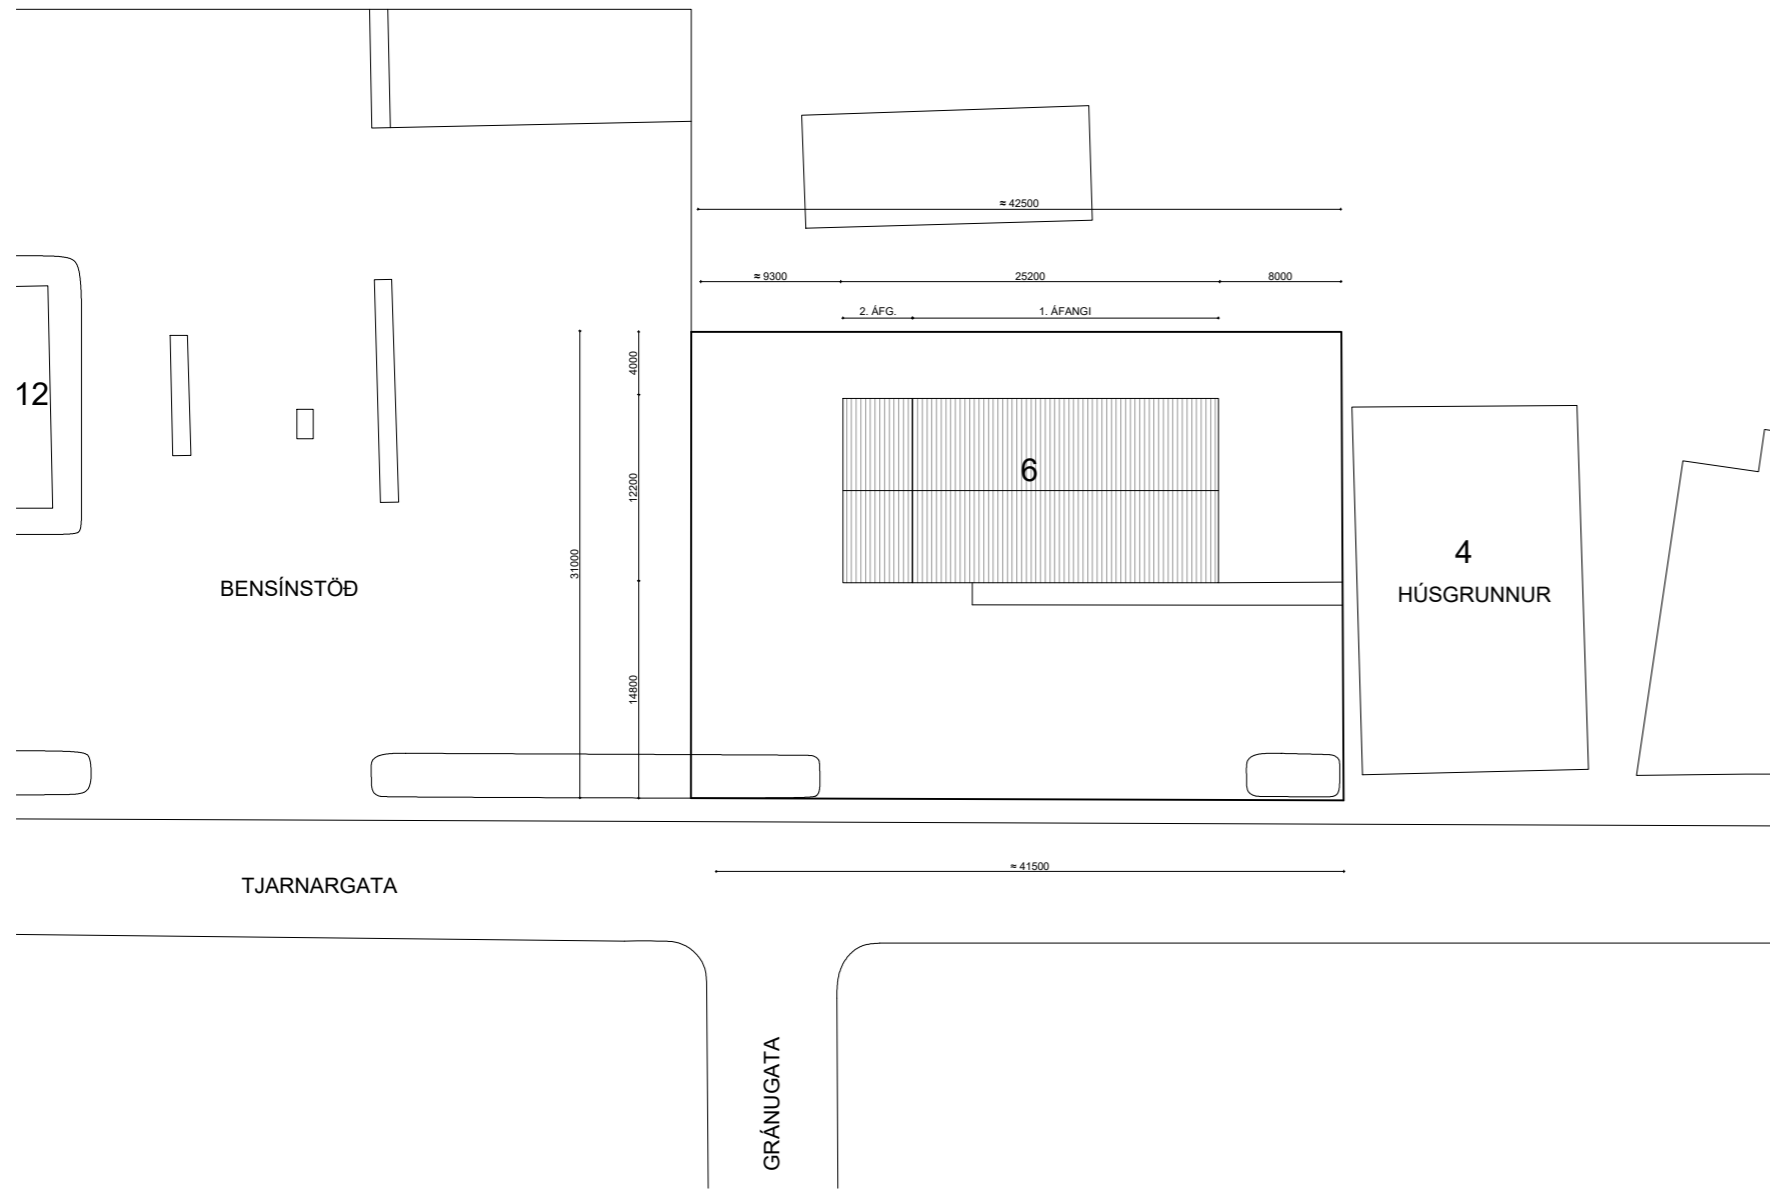 ≈ 42500
≈ 9300
25200
8000
2. ÁFG.
1. ÁFANGI
4000
12
6
12200
4
31000
BENSÍNSTÖÐ
HÚSGRUNNUR
14800
≈ 41500
TJARNARGATA
GRÁNUGATA